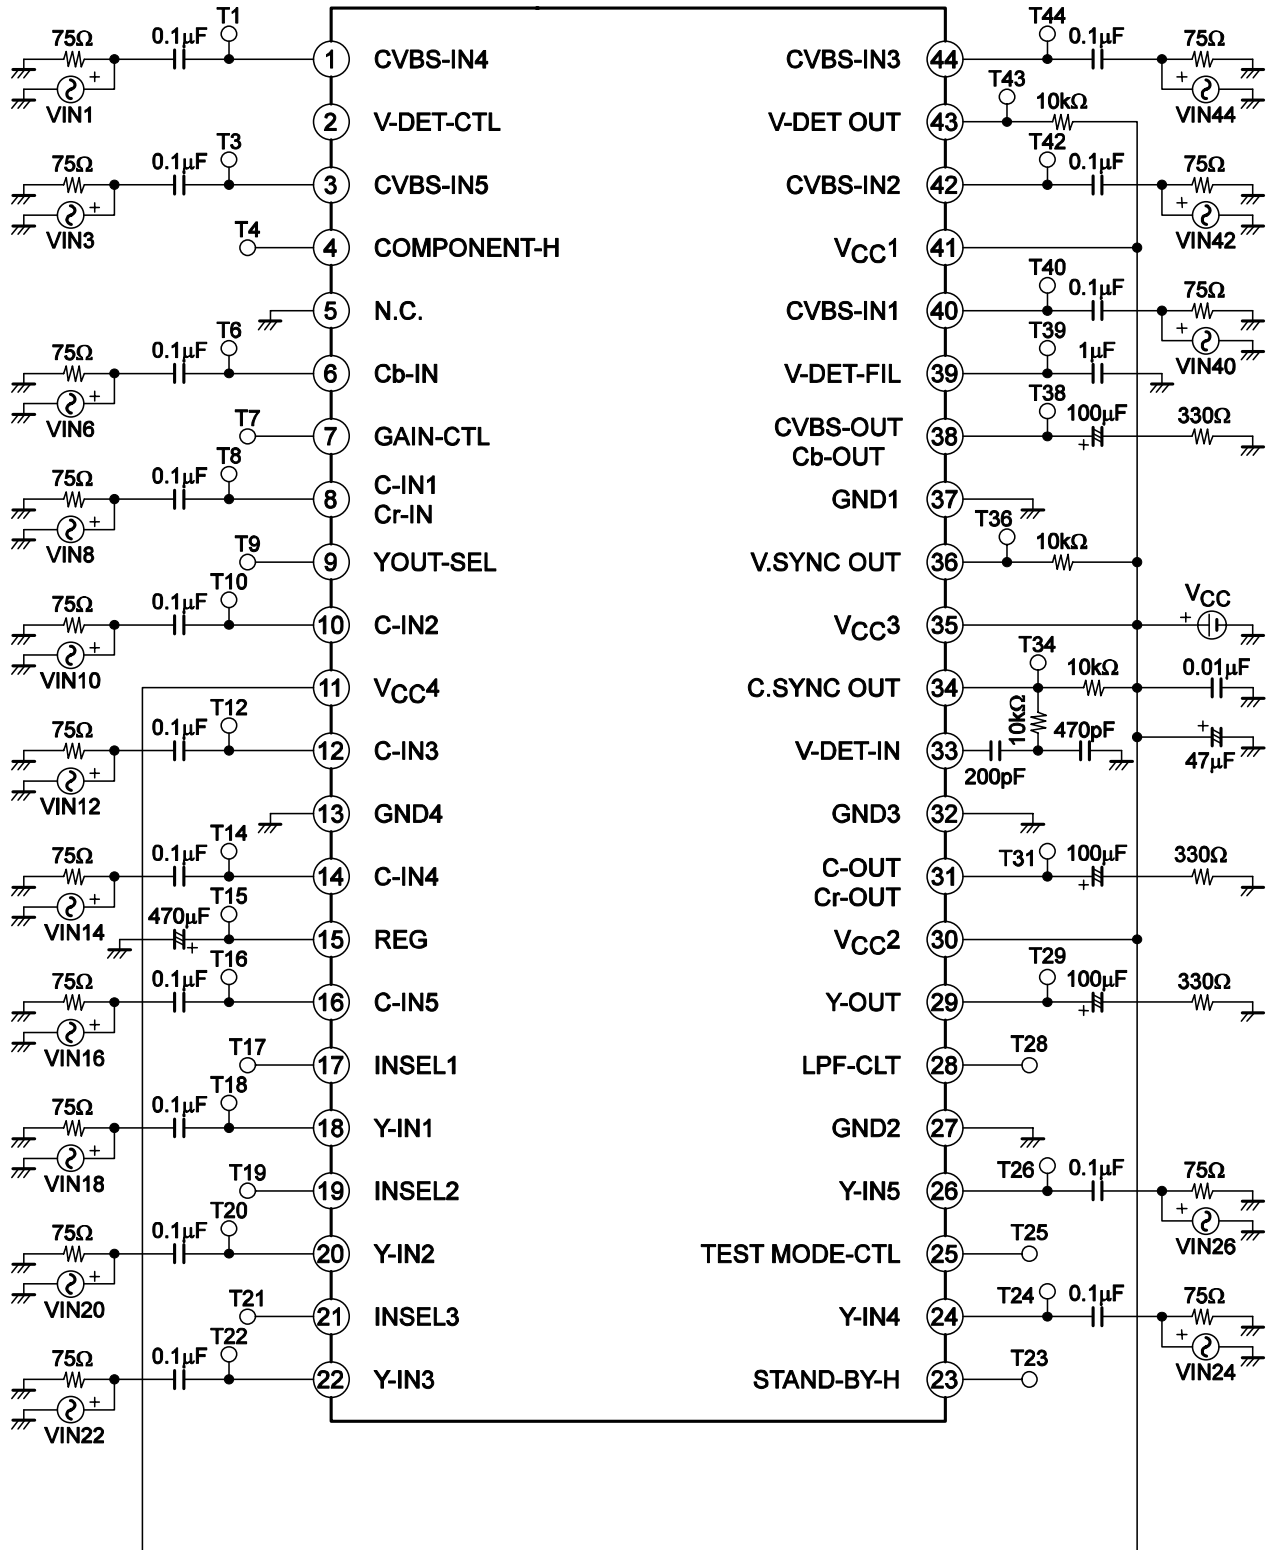 T1
75Ω 0.1μF
+
VIN1
1 CVBS-IN4
2 V-DET-CTL
T3
75Ω 0.1μF
+
VIN3
3 CVBS-IN5
T4
4 COMPONENT-H
5 N.C.
T6
75Ω 0.1μF
+
VIN6
6 Cb-IN
T7
7 GAIN-CTL
T8
75Ω 0.1μF
+
VIN8
8 C-IN1
Cr-IN
T9
9 YOUT-SEL
T10
75Ω 0.1μF
+
VIN10
10 C-IN2
11 VCC4
T12
75Ω 0.1μF
+
VIN12
12 C-IN3
13 GND4
T14
75Ω 0.1μF
+
VIN14
14 C-IN4
T15
470μF
+
15 REG
T16
75Ω 0.1μF
+
VIN16
16 C-IN5
T17
17 INSEL1
T18
75Ω 0.1μF
+
VIN18
18 Y-IN1
T19
19 INSEL2
T20
75Ω 0.1μF
+
VIN20
20 Y-IN2
T21
21 INSEL3
T22
75Ω 0.1μF
+
VIN22
22 Y-IN3
T44
0.1μF 75Ω
CVBS-IN3 44
+
VIN44
T43
10kΩ
V-DET OUT 43
T42
0.1μF 75Ω
CVBS-IN2 42
+
VIN42
VCC1 41
T40
0.1μF 75Ω
CVBS-IN1 40
+
VIN40
T39
1μF
V-DET-FIL 39
T38
100μF 330Ω
+
CVBS-OUT 38
Cb-OUT
GND1 37
T36
10kΩ
V.SYNC OUT 36
VCC
+
VCC3 35
T34
10kΩ 0.01μF
C.SYNC OUT 34
10kΩ
470pF
+
47μF
V-DET-IN 33
200pF
GND3 32
T31 100μF 330Ω
+
C-OUT 31
Cr-OUT
VCC2 30
T29
100μF 330Ω
+
Y-OUT 29
T28
LPF-CLT 28
GND2 27
T26 0.1μF 75Ω
Y-IN5 26
+
VIN26
T25
TEST MODE-CTL 25
T24 0.1μF 75Ω
Y-IN4 24
+
VIN24
T23
STAND-BY-H 23